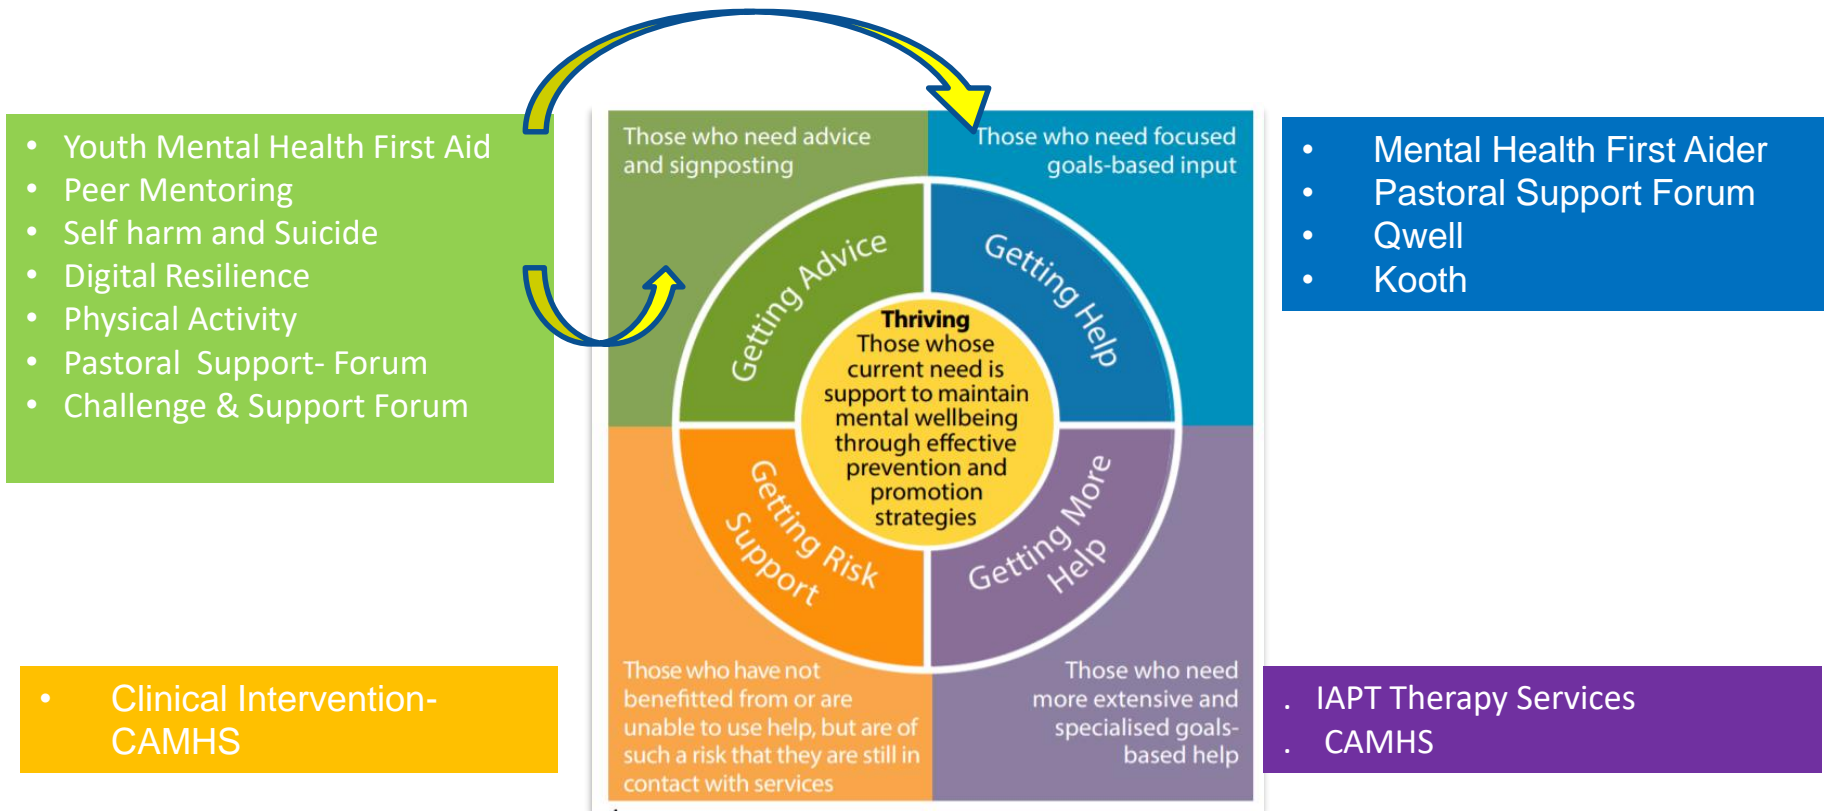 • Youth Mental Health First Aid
• Peer Mentoring
• Self harm and Suicide
• Digital Resilience
• Physical Activity
• Pastoral Support- Forum
• Challenge & Support Forum
Those who need advice
and signposting
Those who need focused
goals-based input
Getting Advice
Getting Help
Thriving
Those whose
current need is
support to maintain
mental wellbeing
through effective
prevention and
promotion
strategies
Getting Risk
Support
Getting More
Help
Those who have not
benefitted from or are
unable to use help, but are of
such a risk that they are still in
contact with services
Those who need
more extensive and
specialised goals-
based help
• Mental Health First Aider
• Pastoral Support Forum
• Qwell
• Kooth
• Clinical Intervention-
CAMHS
. IAPT Therapy Services
. CAMHS